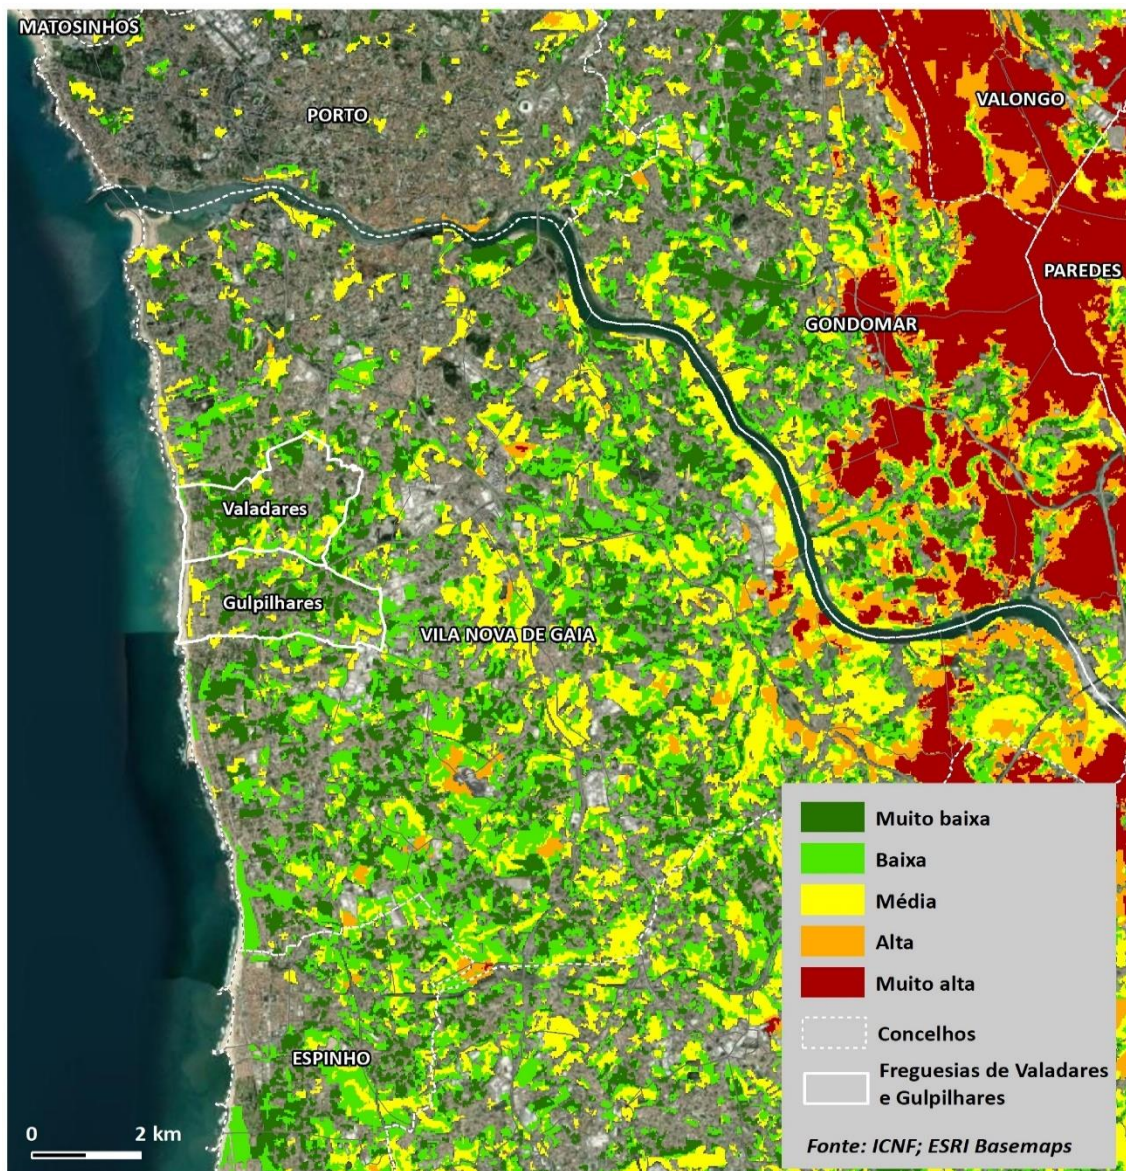 MATOSINHOS
PORTO
VALONGO
PAREDES
GONDOMAR
Valadares
Gulpilhares
VILA NOVA DE GAIA
ESPINHO
0 2 km
Muito baixa
Baixa
Média
Alta
Muito alta
Concelhos
Freguesias de Valadares
e Gulpilhares
Fonte: ICNF; ESRI Basemaps